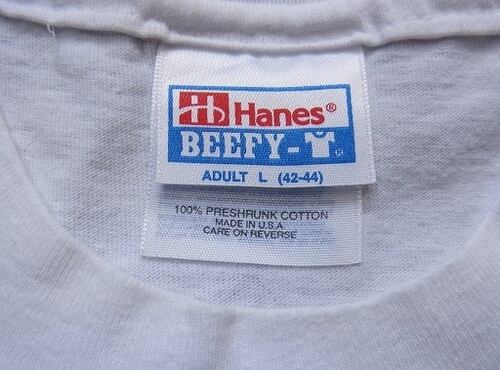 Hanes®
BEEFY-T®
ADULT L (42-44)
100% PRESHRUNK COTTON
MADE IN U.S.A
CARE ON REVERSE